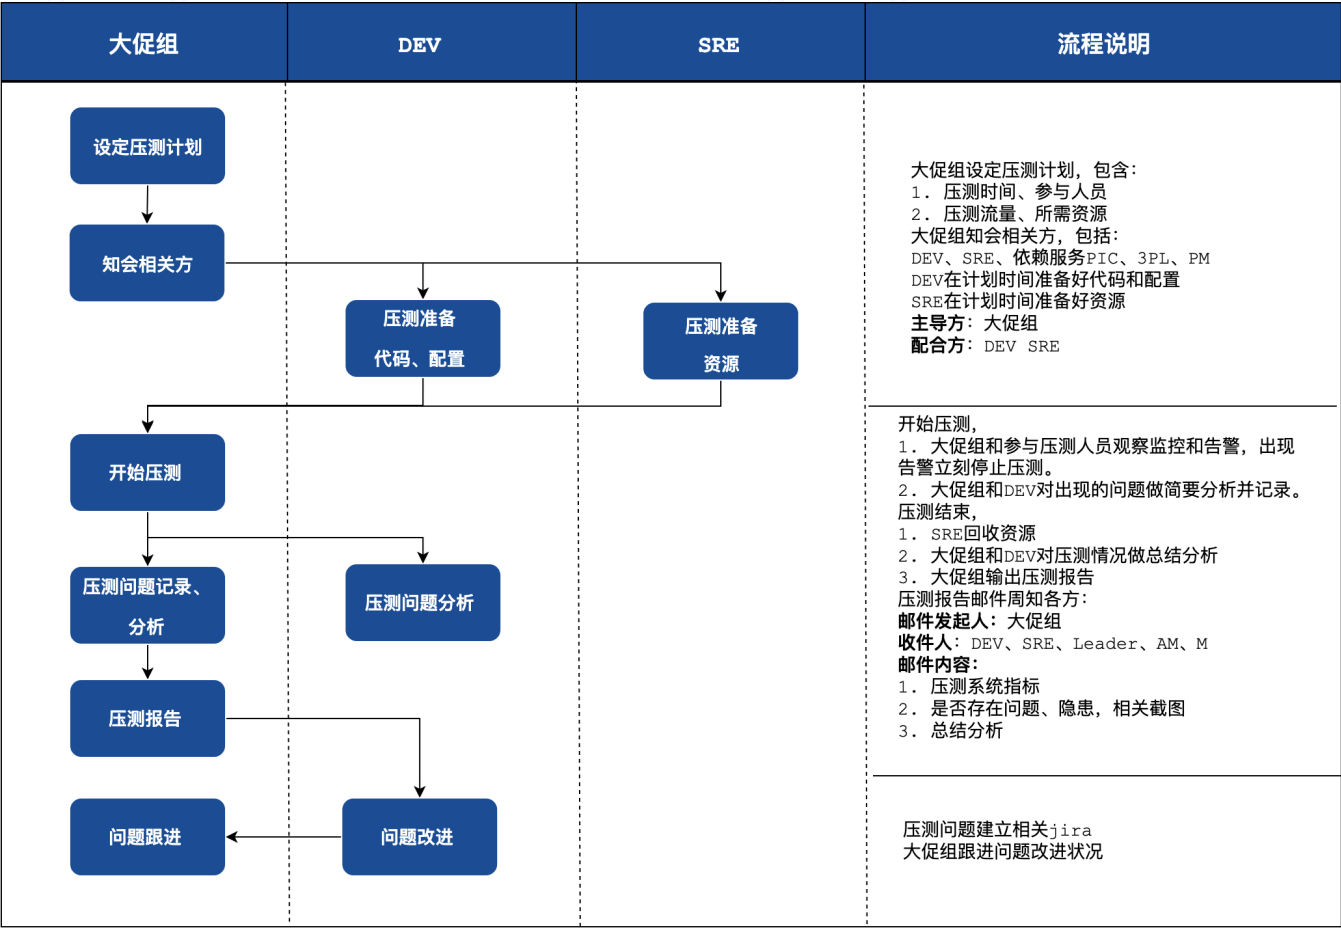 大促组
DEV
SRE
流程说明
设定压测计划
知会相关方
压测准备
代码、配置
压测准备
资源
大促组设定压测计划，包含：
1. 压测时间、参与人员
2. 压测流量、所需资源
大促组知会相关方，包括：
DEV、SRE、依赖服务PIC、3PL、PM
DEV在计划时间准备好代码和配置
SRE在计划时间准备好资源
主导方：大促组
配合方：DEV SRE
开始压测
压测问题记录、
分析
压测问题分析
压测报告
开始压测，
1. 大促组和参与压测人员观察监控和告警，出现
告警立刻停止压测。
2. 大促组和DEV对出现的问题做简要分析并记录。
压测结束，
1. SRE回收资源
2. 大促组和DEV对压测情况做总结分析
3. 大促组输出压测报告
压测报告邮件周知各方：
邮件发起人：大促组
收件人：DEV、SRE、Leader、AM、M
邮件内容：
1. 压测系统指标
2. 是否存在问题、隐患，相关截图
3. 总结分析
问题跟进
问题改进
压测问题建立相关jira
大促组跟进问题改进状况